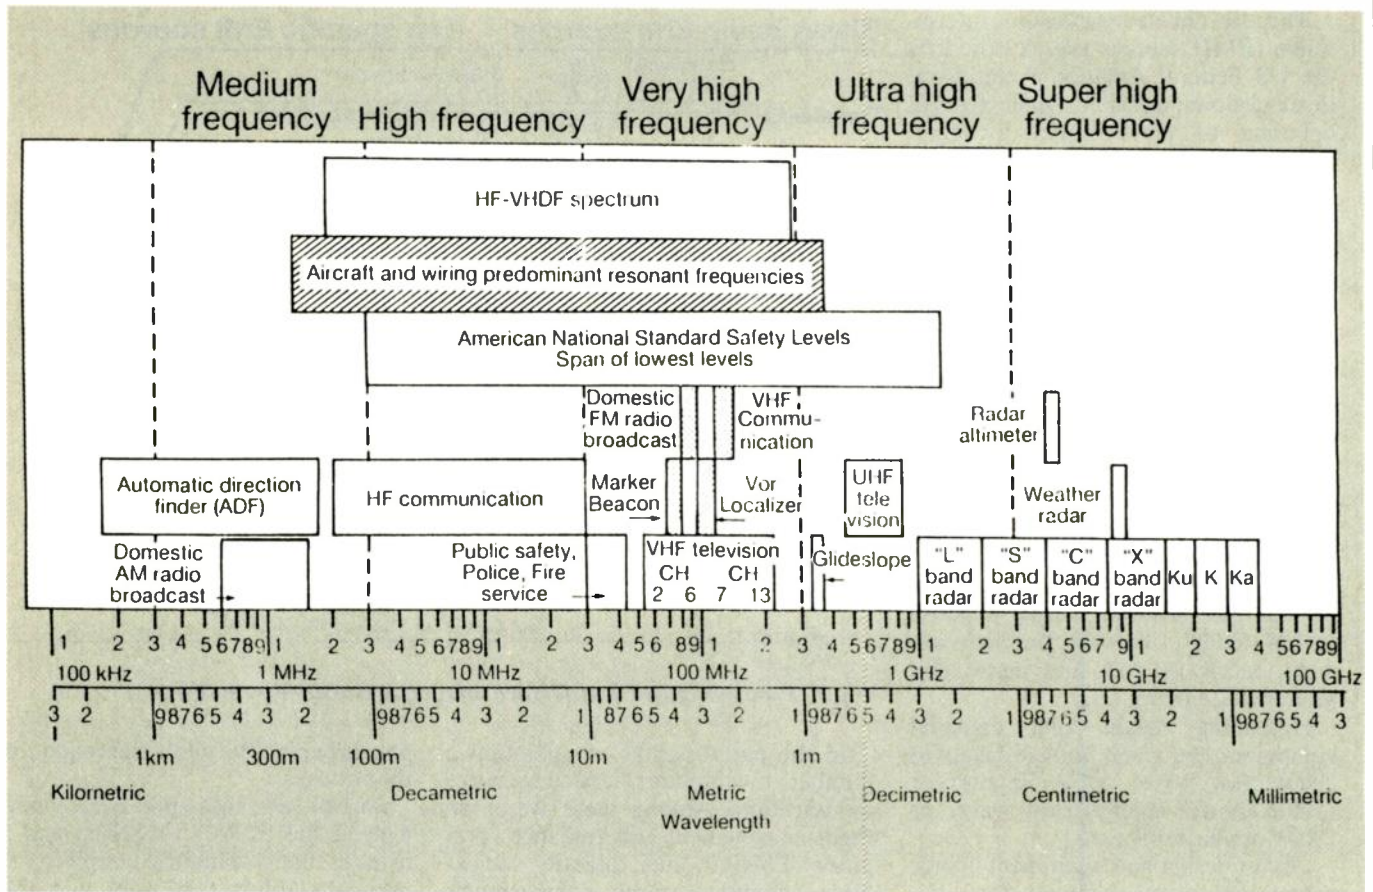 Medium
frequency
High frequency
Very high
frequency
Ultra high
frequency
Super high
frequency
HF-VHDF spectrum
Aircraft and wiring predominant resonant frequencies
American National Standard Safety Levels
Span of lowest levels
Domestic
FM radio
broadcast
VHF
Commu-
nication
Radar
altimeter
Automatic direction
finder (ADF)
HF communication
Marker
Beacon
Vor
Localizer
UHF
tele
vision
Weather
radar
Domestic
AM radio
broadcast
Public safety,
Police, Fire
service
VHF television
CH CH
2 6 7 13
Glideslope
"L"
band
radar
"S"
band
radar
"C"
band
radar
"X"
band
radar
Ku
K
Ka
1 2 3 4 5 6 7 8 9 1 2 3 4 5 6 7 8 9 1 2 3 4 5 6 8 9 1 2 3 4 5 6 7 8 9 1 2 3 4 5 6 7 9 1 2 3 4 5 6 7 8 9
100 kHz 1 MHz 10 MHz 100 MHz 1 GHz 10 GHz 100 GHz
3 2 9 8 7 6 5 4 3 2 9 8 7 6 5 4 3 2 1 8 7 6 5 4 3 2 1 9 8 7 6 5 4 3 2 1 9 8 7 6 5 4 3 2 1 9 8 7 6 5 4 3
1km 300m 100m 10m 1m
Kilometric Decametric Metric Decimetric Centimetric Millimetric
Wavelength